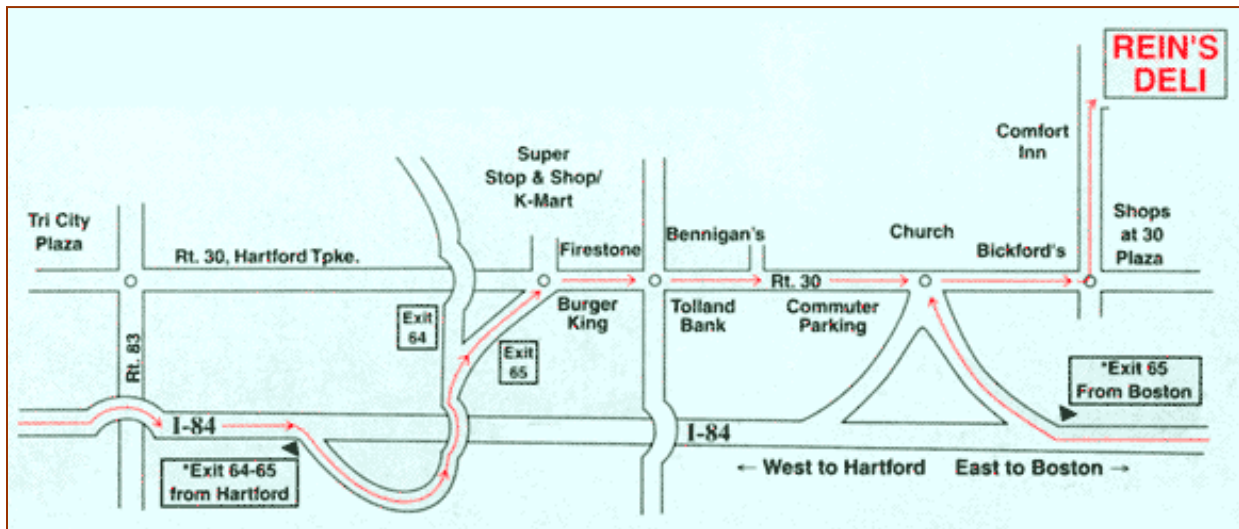 REIN'S
DELI
Comfort
Inn
Super
Stop & Shop/
K-Mart
Tri City
Plaza
Rt. 30, Hartford Tpke.
Firestone
Bennigan's
Church
Bickford's
Shops
at 30
Plaza
Rt. 30
Exit
64
Burger
King
Tolland
Bank
Commuter
Parking
Rt. 83
Exit
65
*Exit 65
From Boston
I-84
I-84
*Exit 64-65
from Hartford
← West to Hartford
East to Boston →